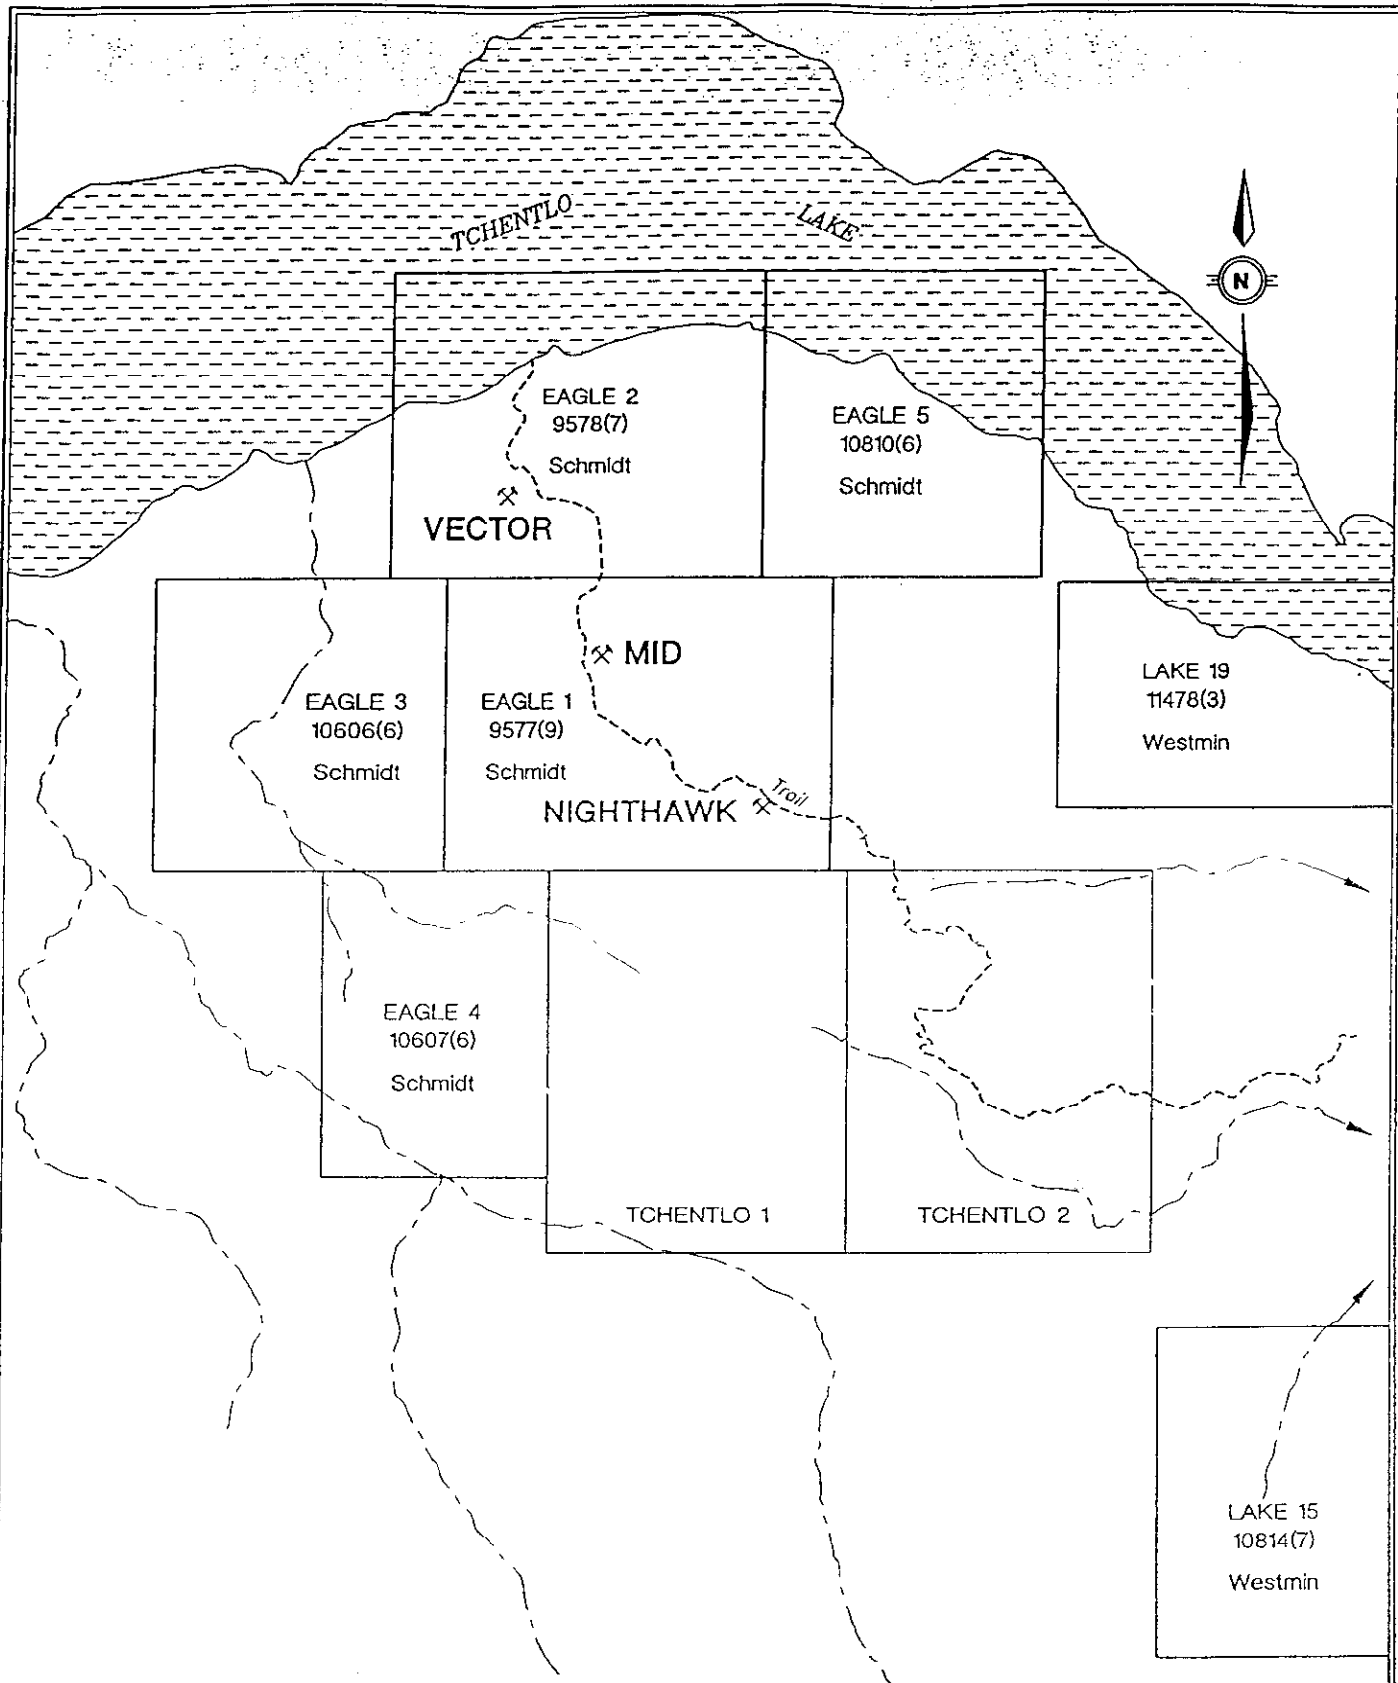 TCHENTLO LAKE
N
EAGLE 2
9578(7)
Schmidt
EAGLE 5
10810(6)
Schmidt
VECTOR
MID
EAGLE 3
10606(6)
Schmidt
EAGLE 1
9577(9)
Schmidt
LAKE 19
11478(3)
Westmin
Trail
NIGHTHAWK
EAGLE 4
10607(6)
Schmidt
TCHENTLO 1
TCHENTLO 2
LAKE 15
10814(7)
Westmin